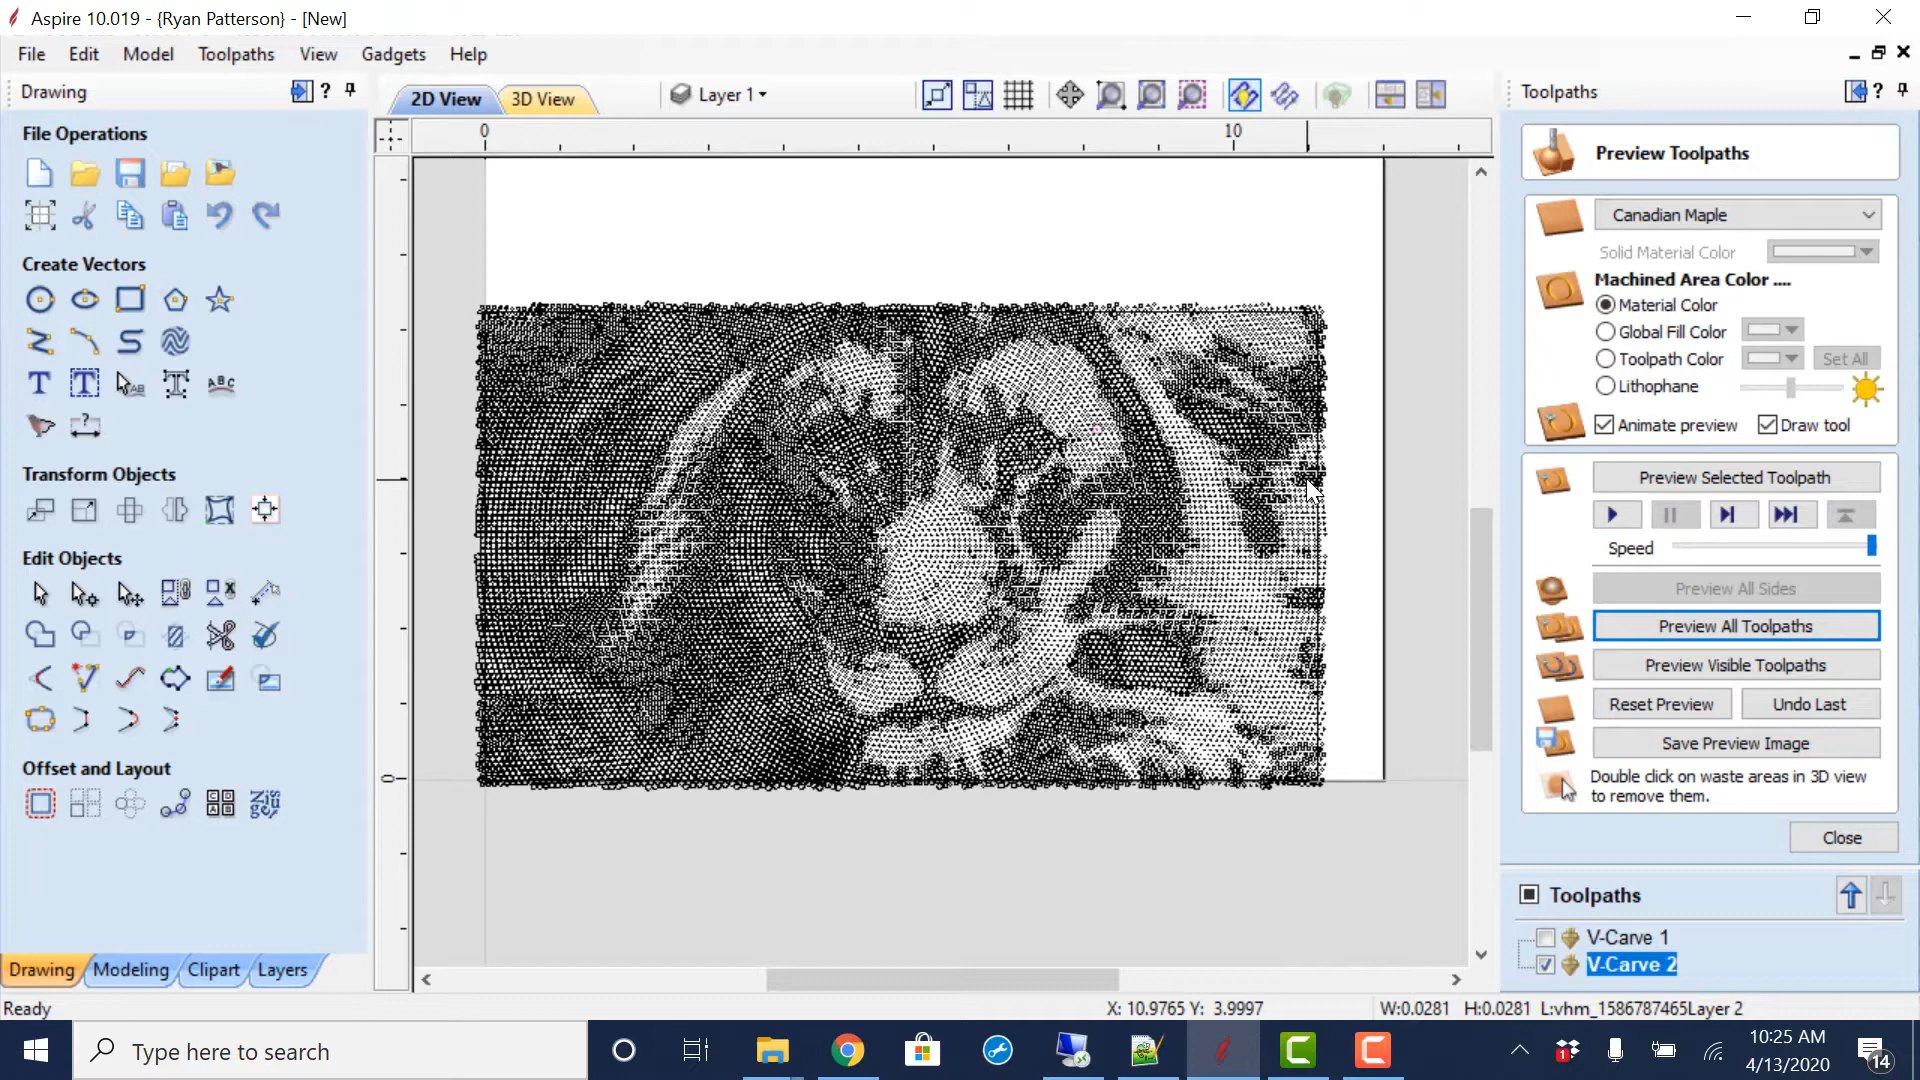 Aspire 10.019 - {Ryan Patterson} - [New]
File Edit Model Toolpaths View Gadgets Help
Drawing
2D View
3D View
Layer 1
Toolpaths
File Operations
Create Vectors
Transform Objects
Edit Objects
Offset and Layout
Drawing Modeling Clipart Layers
0
10
0
Preview Toolpaths
Canadian Maple
Solid Material Color
Machined Area Color ....
Material Color
Global Fill Color
Toolpath Color
Set All
Lithophane
Animate preview
Draw tool
Preview Selected Toolpath
Speed
Preview All Sides
Preview All Toolpaths
Preview Visible Toolpaths
Reset Preview
Undo Last
Save Preview Image
Double click on waste areas in 3D view
to remove them.
Close
Toolpaths
V-Carve 1
V-Carve 2
Ready
X: 10.9765 Y: 3.9997
W:0.0281 H:0.0281 L:vhm_1586787465Layer 2
Type here to search
10:25 AM
4/13/2020
1
14